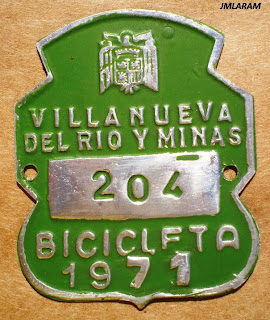 JMLARAM
VILLANUEVA
DEL RIO Y MINAS
204
BICICLETA
1971